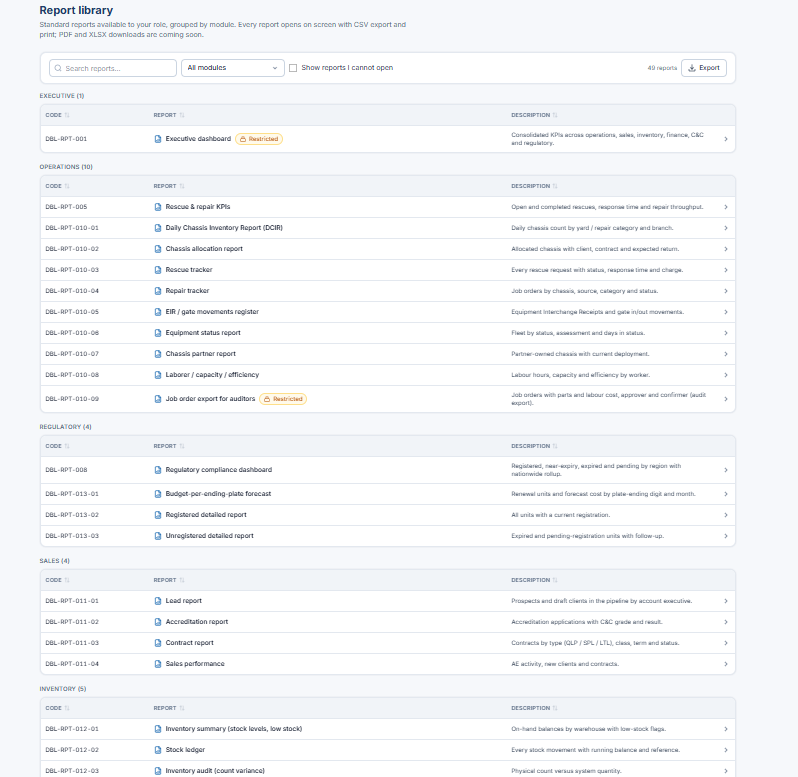 Report library
Standard reports available to your role, grouped by module. Every report opens on screen with CSV export and
print; PDF and XLSX downloads are coming soon.
Search reports... All modules Show reports I cannot open 49 reports Export
EXECUTIVE (1)
CODE REPORT DESCRIPTION
DBL-RPT-001 Executive dashboard Restricted Consolidated KPIs across operations, sales, inventory, finance, C&C
and regulatory.
OPERATIONS (10)
CODE REPORT DESCRIPTION
DBL-RPT-005 Rescue & repair KPIs Open and completed rescues, response time and repair throughput.
DBL-RPT-010-01 Daily Chassis Inventory Report (DCIR) Daily chassis count by yard / repair category and branch.
DBL-RPT-010-02 Chassis allocation report Allocated chassis with client, contract and expected return.
DBL-RPT-010-03 Rescue tracker Every rescue request with status, response time and charge.
DBL-RPT-010-04 Repair tracker Job orders by chassis, source, category and status.
DBL-RPT-010-05 EIR / gate movements register Equipment Interchange Receipts and gate in/out movements.
DBL-RPT-010-06 Equipment status report Fleet by status, assessment and days in status.
DBL-RPT-010-07 Chassis partner report Partner-owned chassis with current deployment.
DBL-RPT-010-08 Laborer / capacity / efficiency Labour hours, capacity and efficiency by worker.
DBL-RPT-010-09 Job order export for auditors Restricted Job orders with parts and labour cost, approver and confirmer (audit
export).
REGULATORY (4)
CODE REPORT DESCRIPTION
DBL-RPT-008 Regulatory compliance dashboard Registered, near-expiry, expired and pending by region with
nationwide rollup.
DBL-RPT-013-01 Budget-per-ending-plate forecast Renewal units and forecast cost by plate-ending digit and month.
DBL-RPT-013-02 Registered detailed report All units with a current registration.
DBL-RPT-013-03 Unregistered detailed report Expired and pending-registration units with follow-up.
SALES (4)
CODE REPORT DESCRIPTION
DBL-RPT-011-01 Lead report Prospects and draft clients in the pipeline by account executive.
DBL-RPT-011-02 Accreditation report Accreditation applications with C&C grade and result.
DBL-RPT-011-03 Contract report Contracts by type (QLP / SPL / LTL), class, term and status.
DBL-RPT-011-04 Sales performance AE activity, new clients and contracts.
INVENTORY (5)
CODE REPORT DESCRIPTION
DBL-RPT-012-01 Inventory summary (stock levels, low stock) On-hand balances by warehouse with low-stock flags.
DBL-RPT-012-02 Stock ledger Every stock movement with running balance and reference.
DBL-RPT-012-03 Inventory audit (count variance) Physical count versus system quantity.